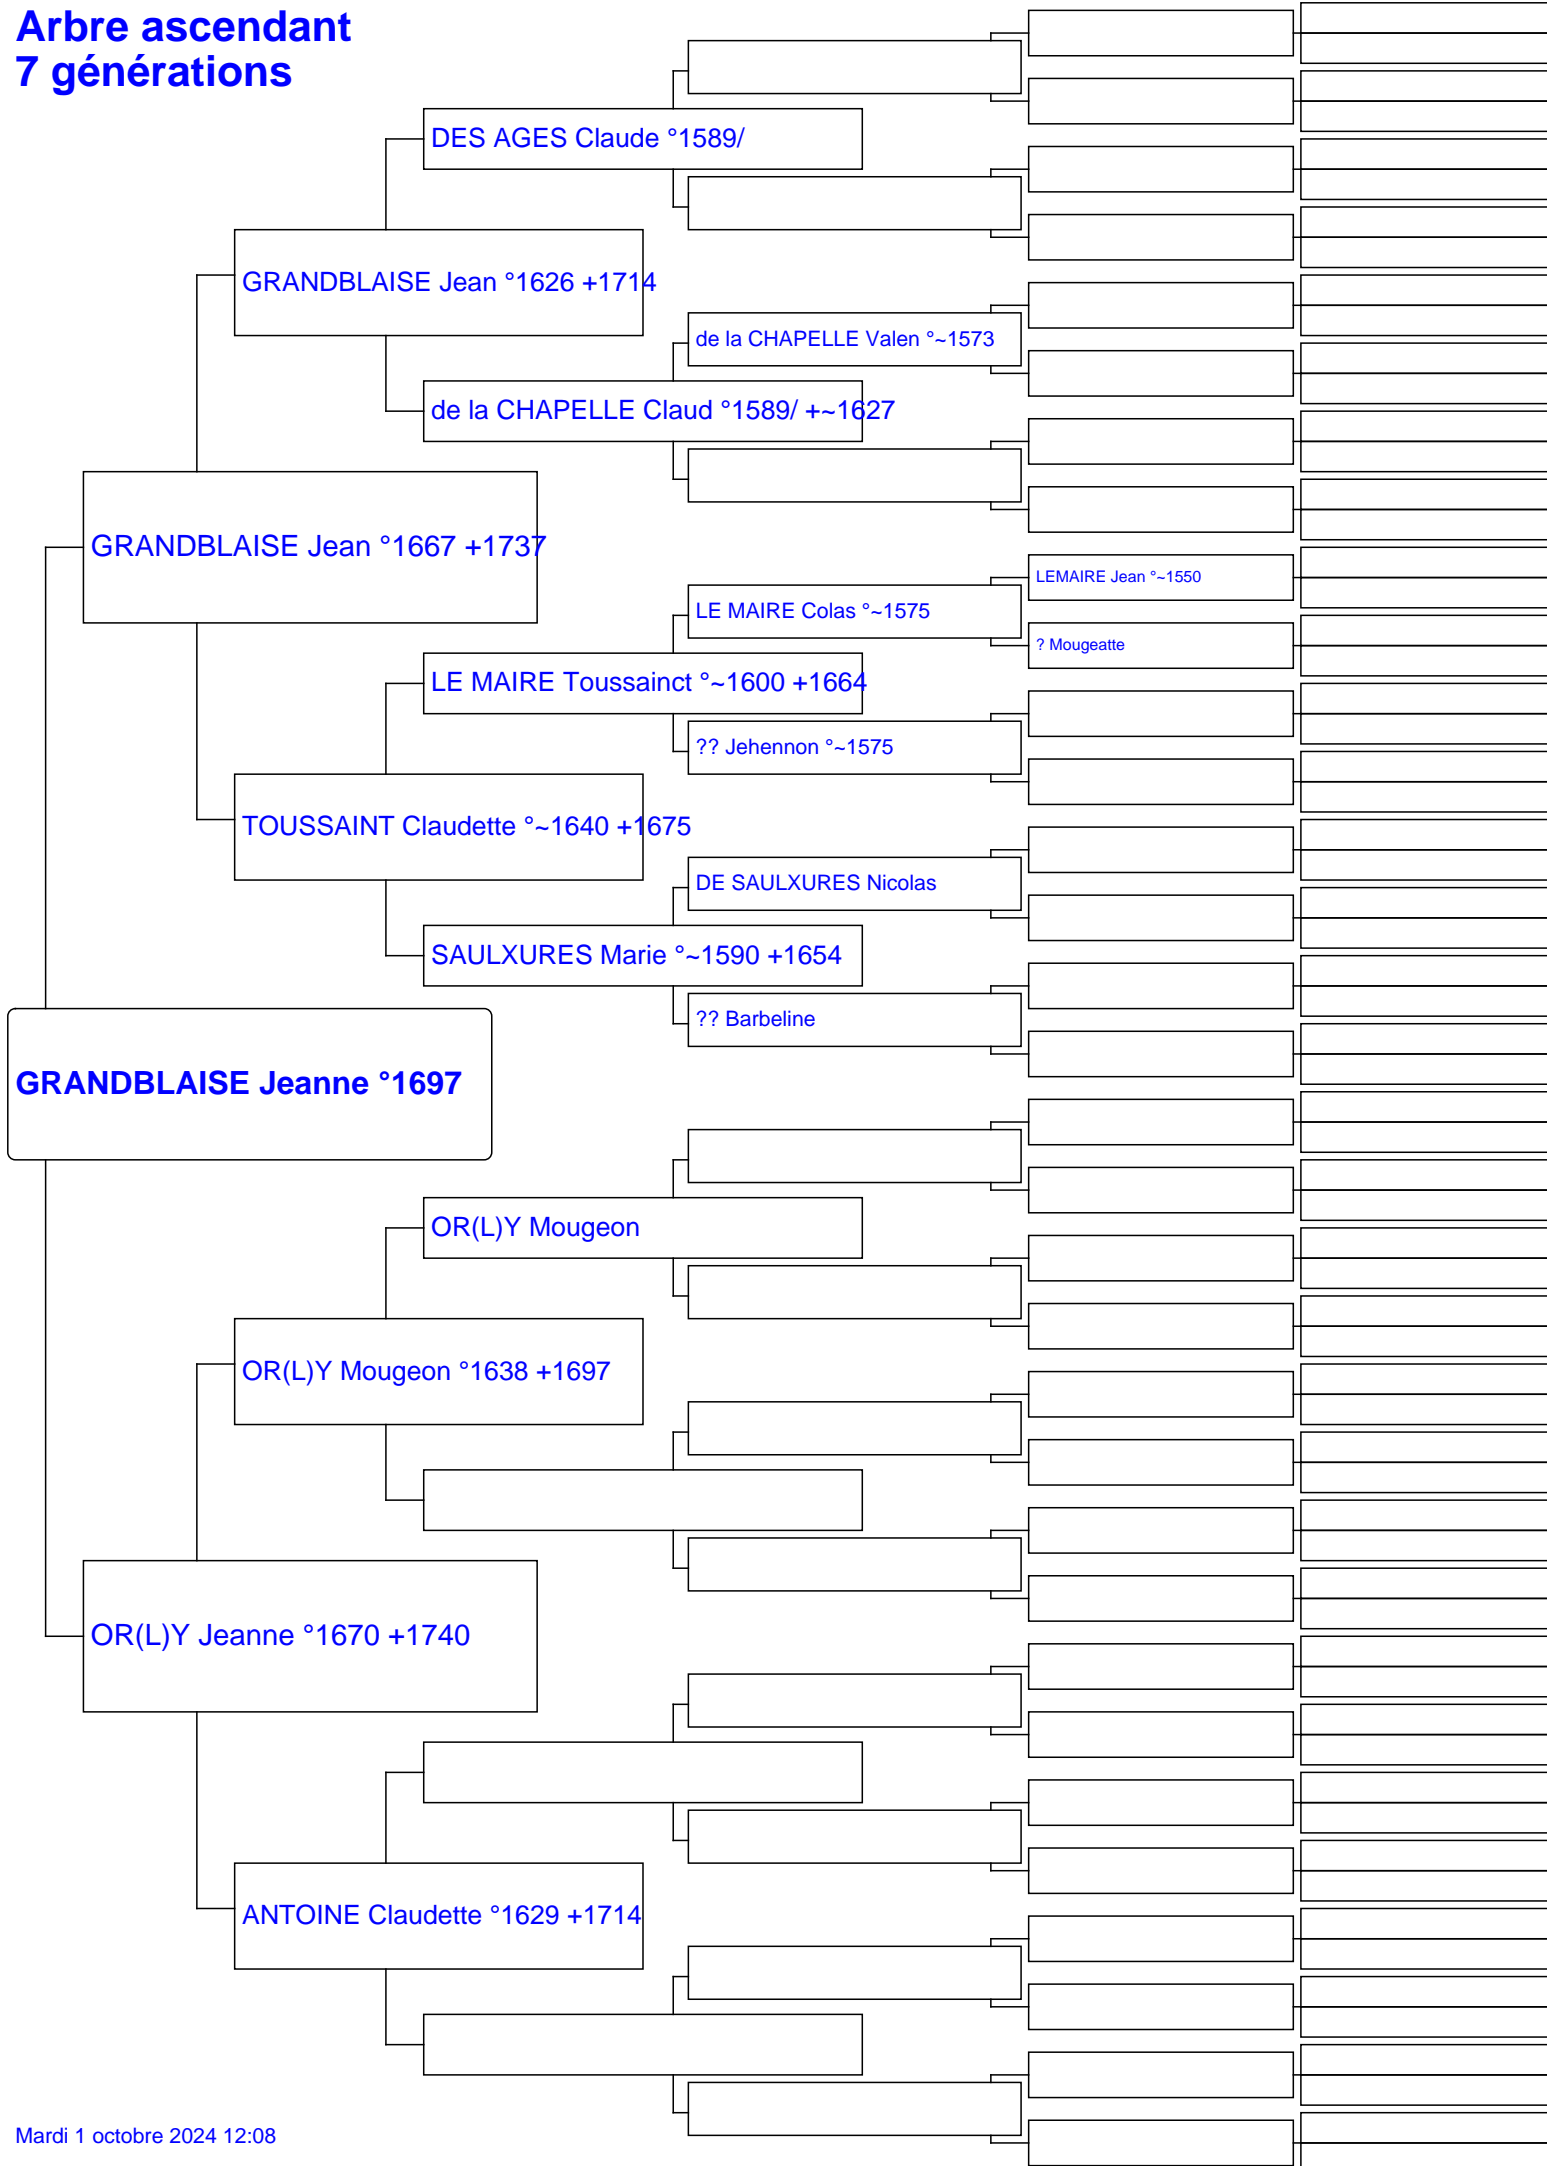 Arbre ascendant
7 générations
DES AGES Claude °1589/
GRANDBLAISE Jean °1626 +1714
de la CHAPELLE Valen °~1573
de la CHAPELLE Claud °1589/ +~1627
GRANDBLAISE Jean °1667 +1737
LEMAIRE Jean °~1550
LE MAIRE Colas °~1575
? Mougeatte
LE MAIRE Toussainct °~1600 +1664
?? Jehennon °~1575
TOUSSAINT Claudette °~1640 +1675
DE SAULXURES Nicolas
SAULXURES Marie °~1590 +1654
?? Barbeline
GRANDBLAISE Jeanne °1697
OR(L)Y Mougeon
OR(L)Y Mougeon °1638 +1697
OR(L)Y Jeanne °1670 +1740
ANTOINE Claudette °1629 +1714
Mardi 1 octobre 2024 12:08